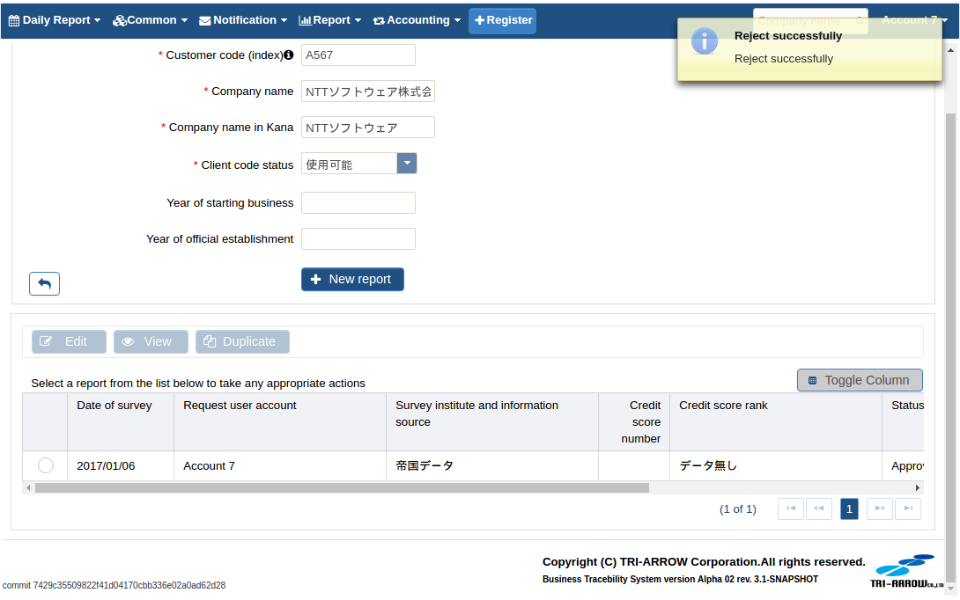 Daily Report Common Notification Report Accounting Register Company name Account 7
Reject successfully
Reject successfully
* Customer code (index) A567
* Company name NTTソフトウェア株式会
* Company name in Kana NTTソフトウェア
* Client code status 使用可能
Year of starting business
Year of official establishment
New report
Edit View Duplicate
Select a report from the list below to take any appropriate actions
Toggle Column
Date of survey Request user account Survey institute and information source Credit score number Credit score rank Status
2017/01/06 Account 7 帝国データ データ無し Approv
(1 of 1) 1
Copyright (C) TRI-ARROW Corporation.All rights reserved.
Business Tracebility System version Alpha 02 rev. 3.1-SNAPSHOT
TRI-ARROW Co.,LTD
commit 7429c35509822f41d04170cbb336e02a0ad62d28